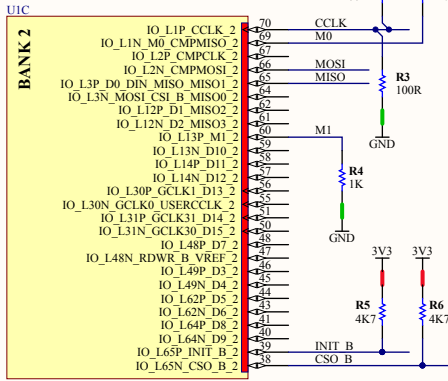 U1C
BANK 2
IO_L1P_CCLK_2 70 CCLK
IO_L1N_M0_CMPMISO_2 69 M0
IO_L2P_CMPCLK_2 67
IO_L2N_CMPMOSI_2 66 MOSI
IO_L3P_D0_DIN_MISO_MISO1_2 65 MISO
IO_L3N_MOSI_CSI_B_MISO0_2 64
IO_L12P_D1_MISO2_2 62
IO_L12N_D2_MISO3_2 61
IO_L13P_M1_2 60 M1
IO_L13N_D10_2 59
IO_L14P_D11_2 58
IO_L14N_D12_2 57
IO_L30P_GCLK1_D13_2 56
IO_L30N_GCLK0_USERCCLK_2 55
IO_L31P_GCLK31_D14_2 51
IO_L31N_GCLK30_D15_2 50
IO_L48P_D7_2 48
IO_L48N_RDWR_B_VREF_2 47
IO_L49P_D3_2 46
IO_L49N_D4_2 45
IO_L62P_D5_2 44
IO_L62N_D6_2 43
IO_L64P_D8_2 41
IO_L64N_D9_2 40
IO_L65P_INIT_B_2 39 INIT_B
IO_L65N_CSO_B_2 38 CSO_B
R3
100R
GND
R4
1K
GND
3V3 3V3
R5 R6
4K7 4K7